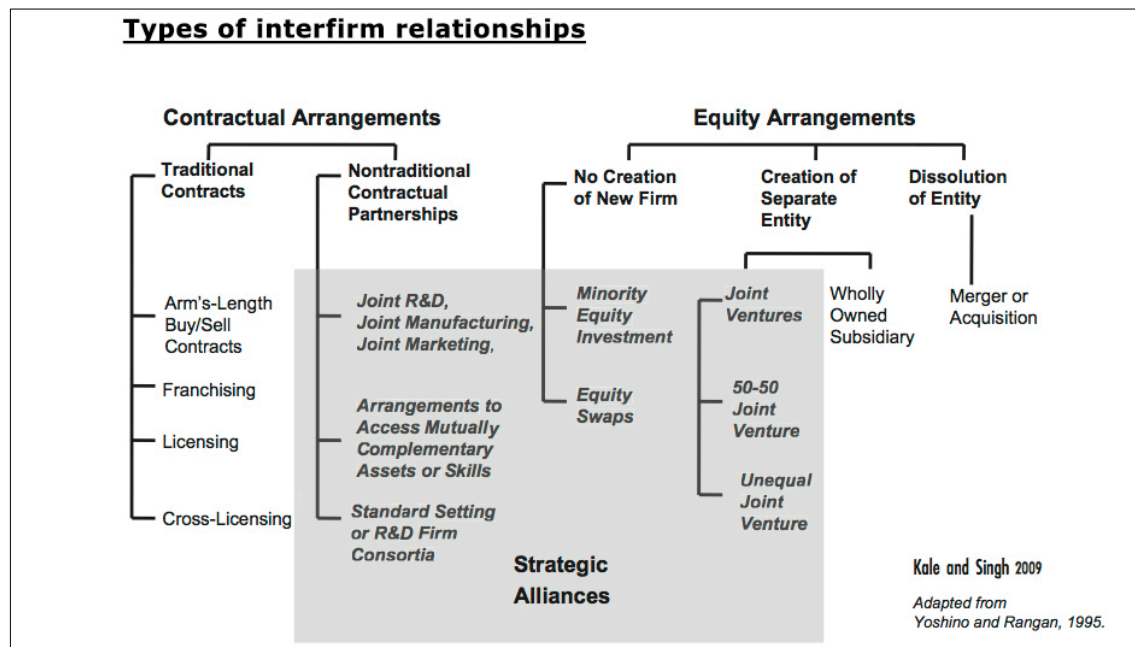 Types of interfirm relationships
Contractual Arrangements
Equity Arrangements
Traditional
Contracts
Nontraditional
Contractual
Partnerships
No Creation
of New Firm
Creation of
Separate
Entity
Dissolution
of Entity
Arm's-Length
Buy/Sell
Contracts
Franchising
Licensing
Cross-Licensing
Joint R&D,
Joint Manufacturing,
Joint Marketing,
Arrangements to
Access Mutually
Complementary
Assets or Skills
Standard Setting
or R&D Firm
Consortia
Minority
Equity
Investment
Equity
Swaps
Joint
Ventures
50-50
Joint
Venture
Unequal
Joint
Venture
Wholly
Owned
Subsidiary
Merger or
Acquisition
Strategic
Alliances
Kale and Singh 2009
Adapted from
Yoshino and Rangan, 1995.